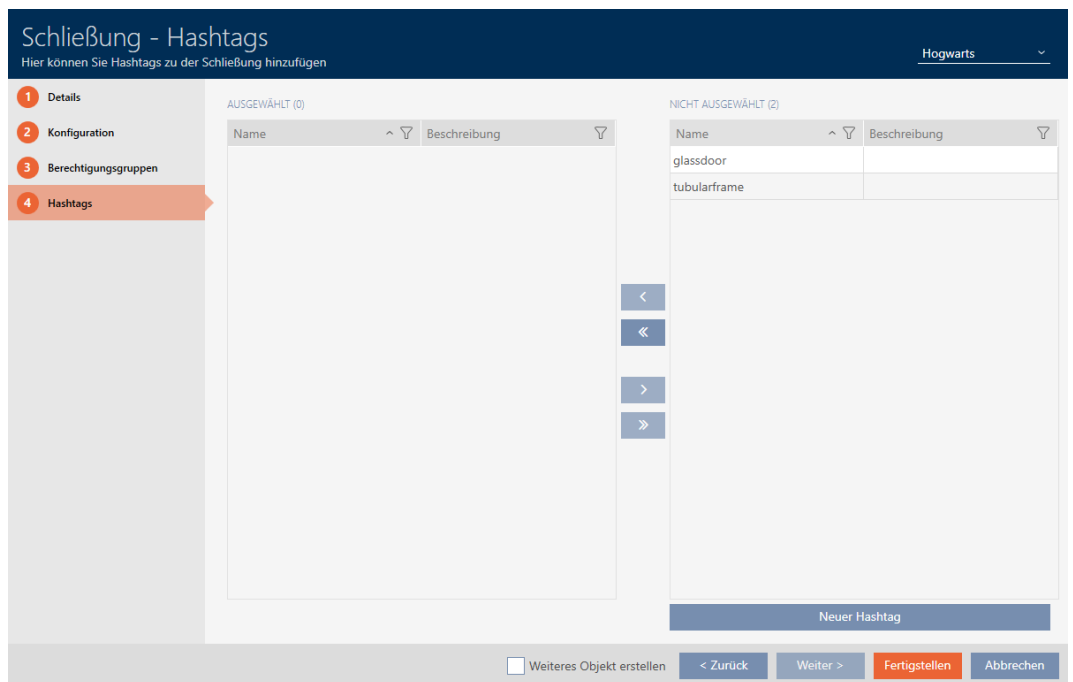 Schließung - Hashtags
Hier können Sie Hashtags zu der Schließung hinzufügen
Hogwarts
1 Details
2 Konfiguration
3 Berechtigungsgruppen
4 Hashtags
AUSGEWÄHLT (0)
Name Beschreibung
NICHT AUSGEWÄHLT (2)
Name Beschreibung
glassdoor
tubularframe
Neuer Hashtag
Weiteres Objekt erstellen < Zurück Weiter > Fertigstellen Abbrechen